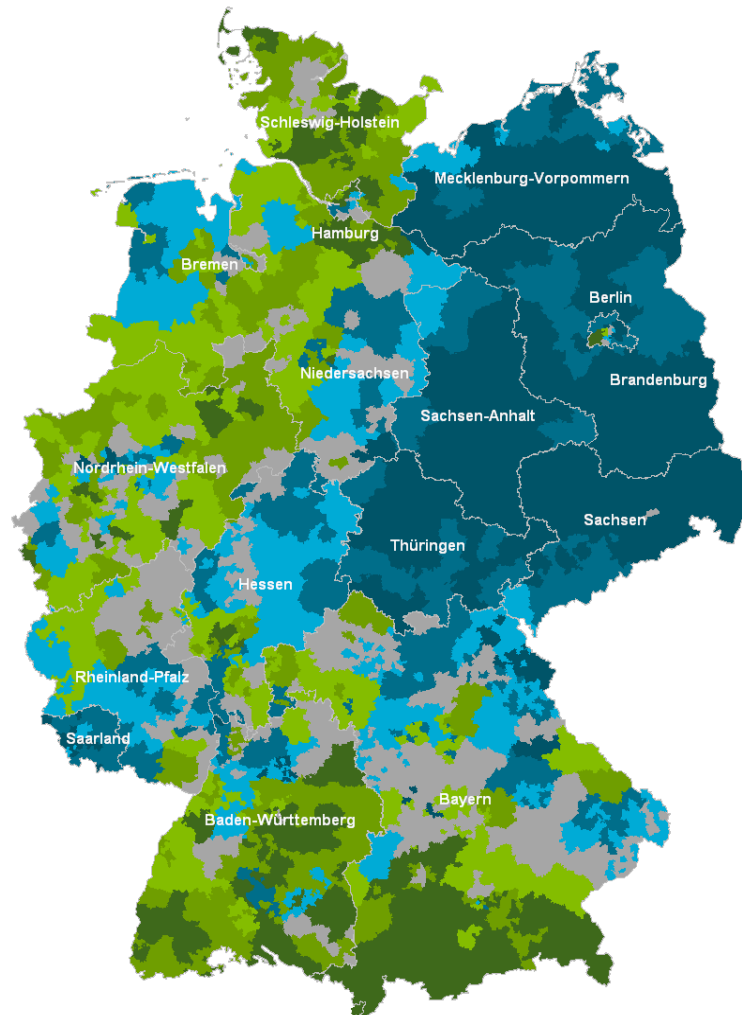 Schleswig-Holstein
Mecklenburg-Vorpommern
Hamburg
Bremen
Berlin
Niedersachsen
Brandenburg
Sachsen-Anhalt
Nordrhein-Westfalen
Sachsen
Thüringen
Hessen
Rheinland-Pfalz
Saarland
Bayern
Baden-Württemberg